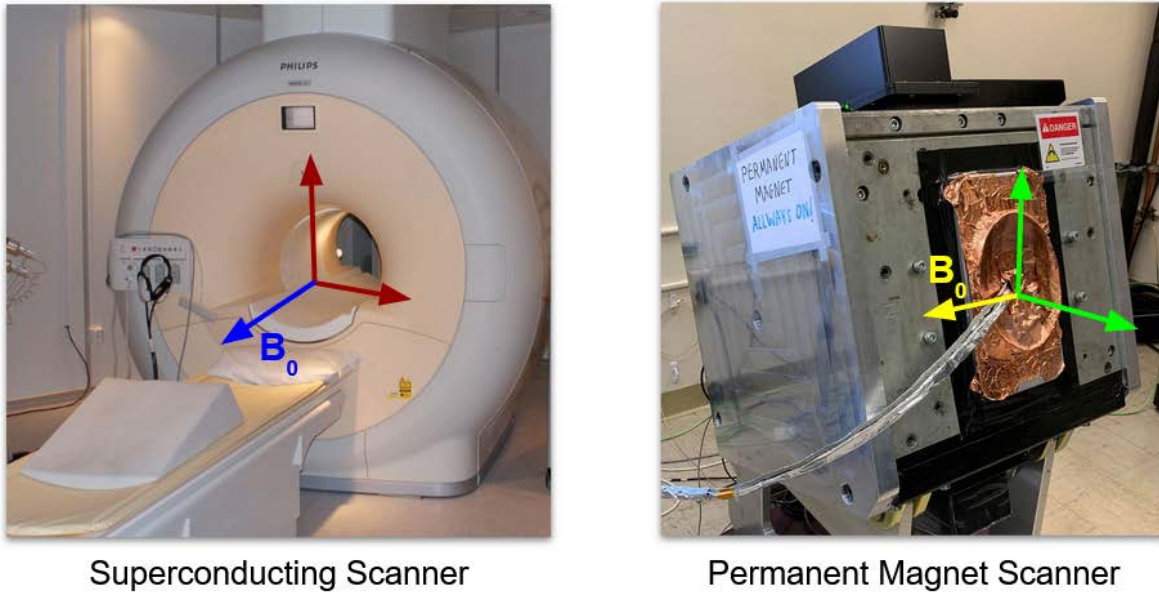 PHILIPS
B0
Superconducting Scanner
PERMANENT
MAGNET
ALLWAYS ON!
DANGER
B0
Permanent Magnet Scanner